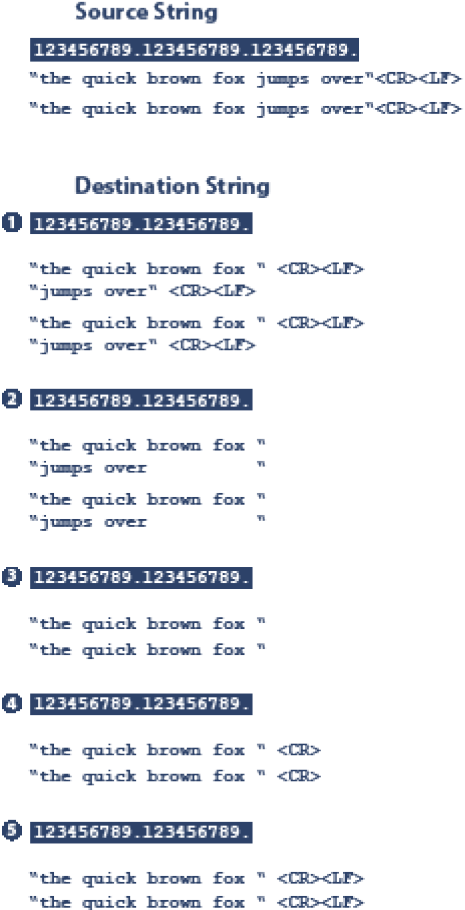 Source String
123456789.123456789.123456789.
"the quick brown fox jumps over"<CR><LF>
"the quick brown fox jumps over"<CR><LF>
Destination String
1 123456789.123456789.
"the quick brown fox " <CR><LF>
"jumps over" <CR><LF>
"the quick brown fox " <CR><LF>
"jumps over" <CR><LF>
2 123456789.123456789.
"the quick brown fox "
"jumps over          "
"the quick brown fox "
"jumps over          "
3 123456789.123456789.
"the quick brown fox "
"the quick brown fox "
4 123456789.123456789.
"the quick brown fox " <CR>
"the quick brown fox " <CR>
5 123456789.123456789.
"the quick brown fox " <CR><LF>
"the quick brown fox " <CR><LF>